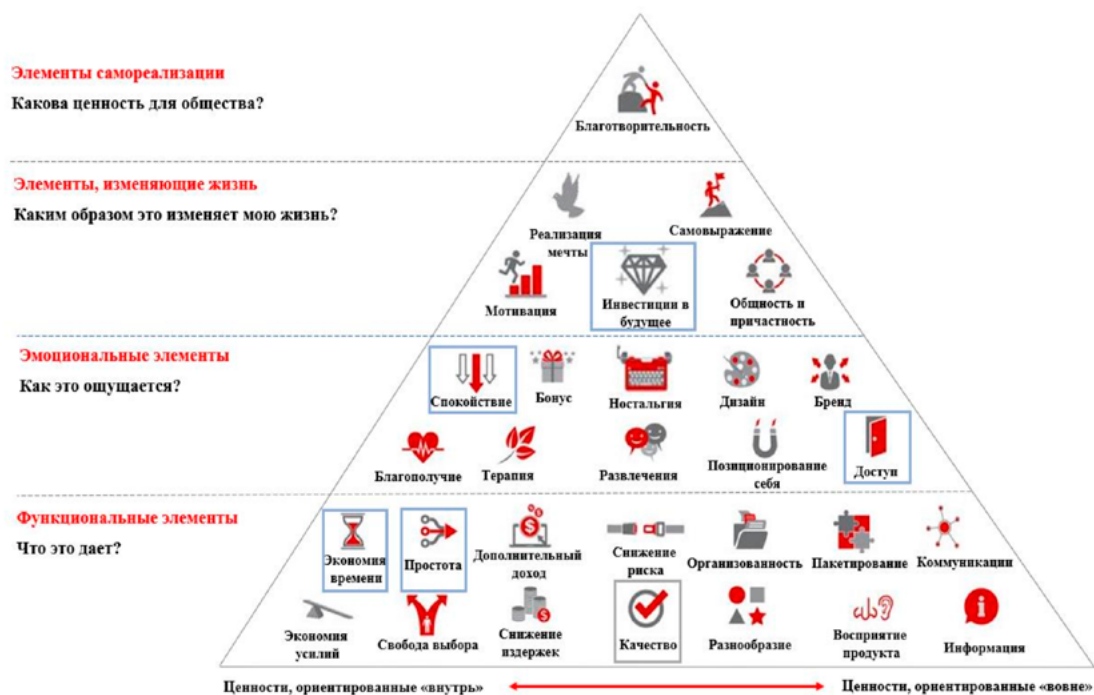 Элементы самореализации
Какова ценность для общества?
Благотворительность
Элементы, изменяющие жизнь
Каким образом это изменяет мою жизнь?
Реализация
мечты
Самовыражение
Мотивация
Инвестиции в
будущее
Общность и
причастность
Эмоциональные элементы
Как это ощущается?
Спокойствие
Бонус
Ностальгия
Дизайн
Бренд
Благополучие
Терапия
Развлечения
Позиционирование
себя
Доступ
Функциональные элементы
Что это дает?
Экономия
времени
Простота
Дополнительный
доход
Снижение
риска
Организованность
Пакетирование
Коммуникации
Экономия
усилий
Свобода выбора
Снижение
издержек
Качество
Разнообразие
Восприятие
продукта
Информация
Ценности, ориентированные «внутрь»
Ценности, ориентированные «вовне»